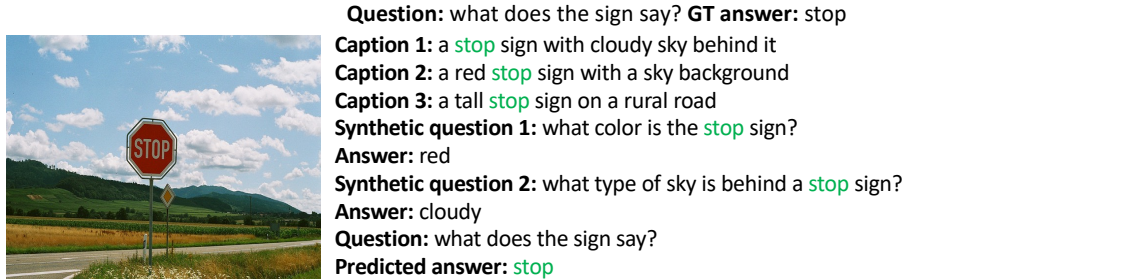 Question: what does the sign say? GT answer: stop
Caption 1: a stop sign with cloudy sky behind it
Caption 2: a red stop sign with a sky background
Caption 3: a tall stop sign on a rural road
Synthetic question 1: what color is the stop sign?
Answer: red
Synthetic question 2: what type of sky is behind a stop sign?
Answer: cloudy
Question: what does the sign say?
Predicted answer: stop
STOP